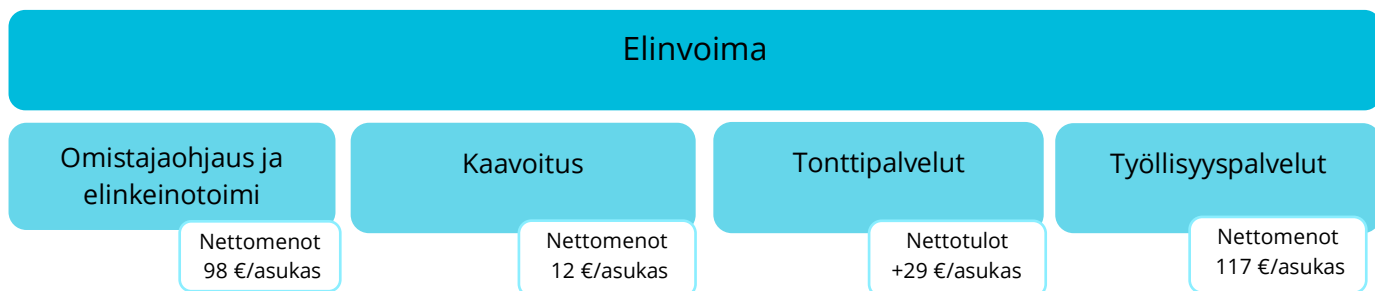 Elinvoima
Omistajaohjaus ja
elinkeinotoimi
Nettomenot
98 €/asukas
Kaavoitus
Nettomenot
12 €/asukas
Tonttipalvelut
Nettotulot
+29 €/asukas
Työllisyyspalvelut
Nettomenot
117 €/asukas